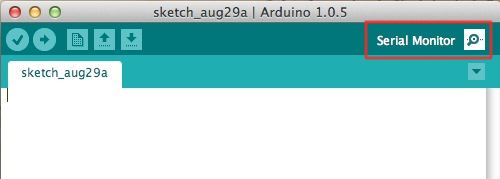 sketch_aug29a | Arduino 1.0.5
Serial Monitor
sketch_aug29a